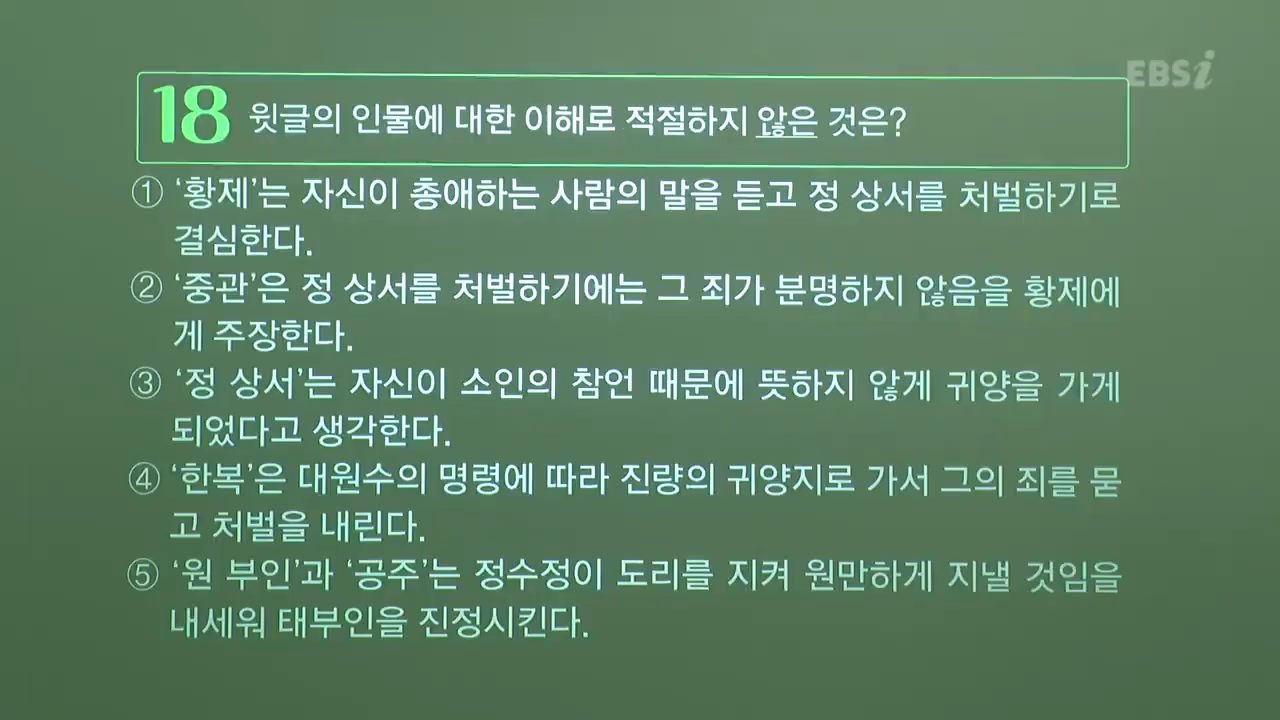 EBSi
18 윗글의 인물에 대한 이해로 적절하지 않은 것은?
① ‘황제’는 자신이 총애하는 사람의 말을 듣고 정 상서를 처벌하기로
결심한다.
② ‘중관’은 정 상서를 처벌하기에는 그 죄가 분명하지 않음을 황제에
게 주장한다.
③ ‘정 상서’는 자신이 소인의 참언 때문에 뜻하지 않게 귀양을 가게
되었다고 생각한다.
④ ‘한복’은 대원수의 명령에 따라 진량의 귀양지로 가서 그의 죄를 묻
고 처벌을 내린다.
⑤ ‘원 부인’과 ‘공주’는 정수정이 도리를 지켜 원만하게 지낼 것임을
내세워 태부인을 진정시킨다.